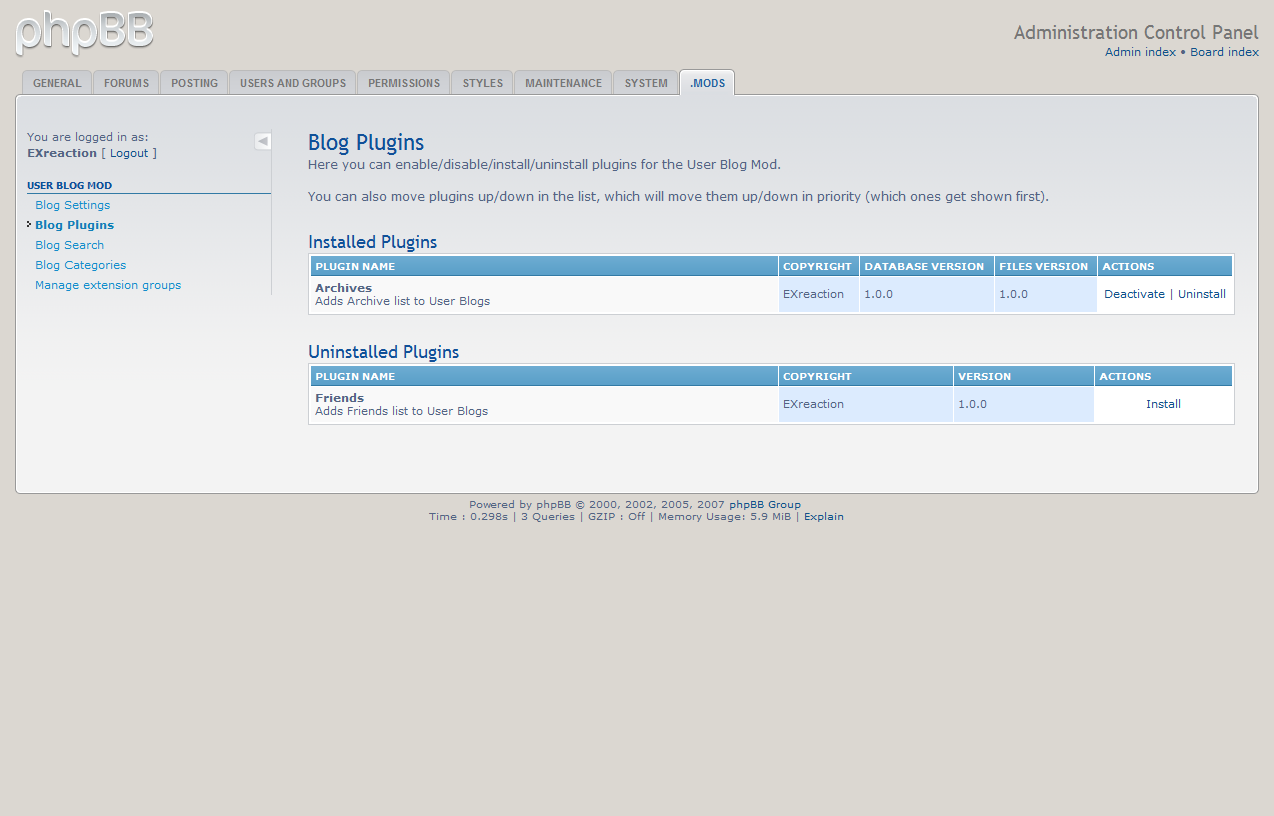 phpBB
Administration Control Panel
Admin index • Board index
GENERAL FORUMS POSTING USERS AND GROUPS PERMISSIONS STYLES MAINTENANCE SYSTEM .MODS
You are logged in as:
EXreaction [ Logout ]
USER BLOG MOD
Blog Settings
Blog Plugins
Blog Search
Blog Categories
Manage extension groups
Blog Plugins
Here you can enable/disable/install/uninstall plugins for the User Blog Mod.
You can also move plugins up/down in the list, which will move them up/down in priority (which ones get shown first).
Installed Plugins
PLUGIN NAME COPYRIGHT DATABASE VERSION FILES VERSION ACTIONS
Archives
Adds Archive list to User Blogs
EXreaction 1.0.0 1.0.0 Deactivate | Uninstall
Uninstalled Plugins
PLUGIN NAME COPYRIGHT VERSION ACTIONS
Friends
Adds Friends list to User Blogs
EXreaction 1.0.0 Install
Powered by phpBB © 2000, 2002, 2005, 2007 phpBB Group
Time : 0.298s | 3 Queries | GZIP : Off | Memory Usage: 5.9 MiB | Explain